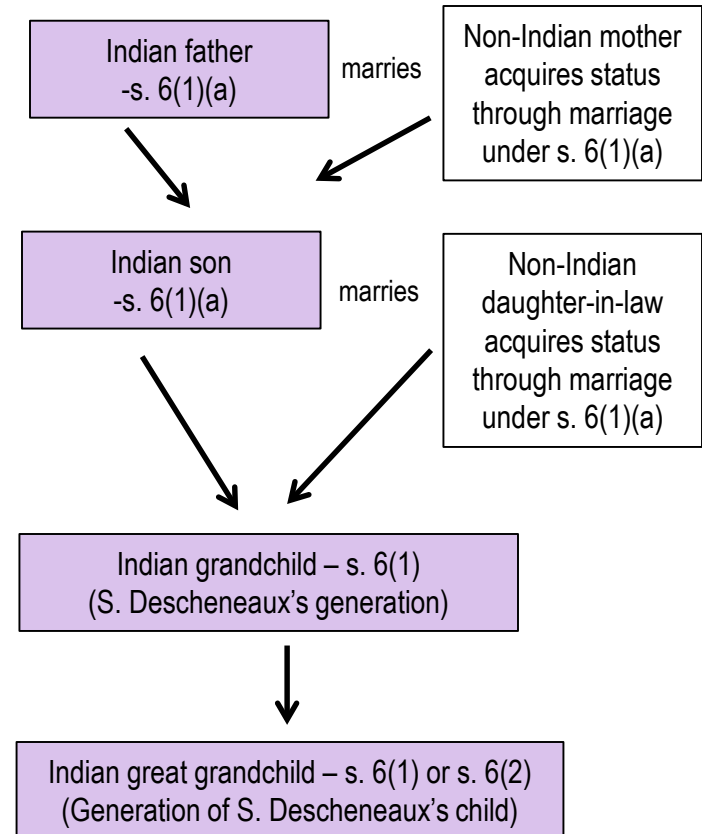 Indian father
-s. 6(1)(a)
marries
Non-Indian mother
acquires status
through marriage
under s. 6(1)(a)
Indian son
-s. 6(1)(a)
marries
Non-Indian
daughter-in-law
acquires status
through marriage
under s. 6(1)(a)
Indian grandchild – s. 6(1)
(S. Descheneaux’s generation)
Indian great grandchild – s. 6(1) or s. 6(2)
(Generation of S. Descheneaux’s child)